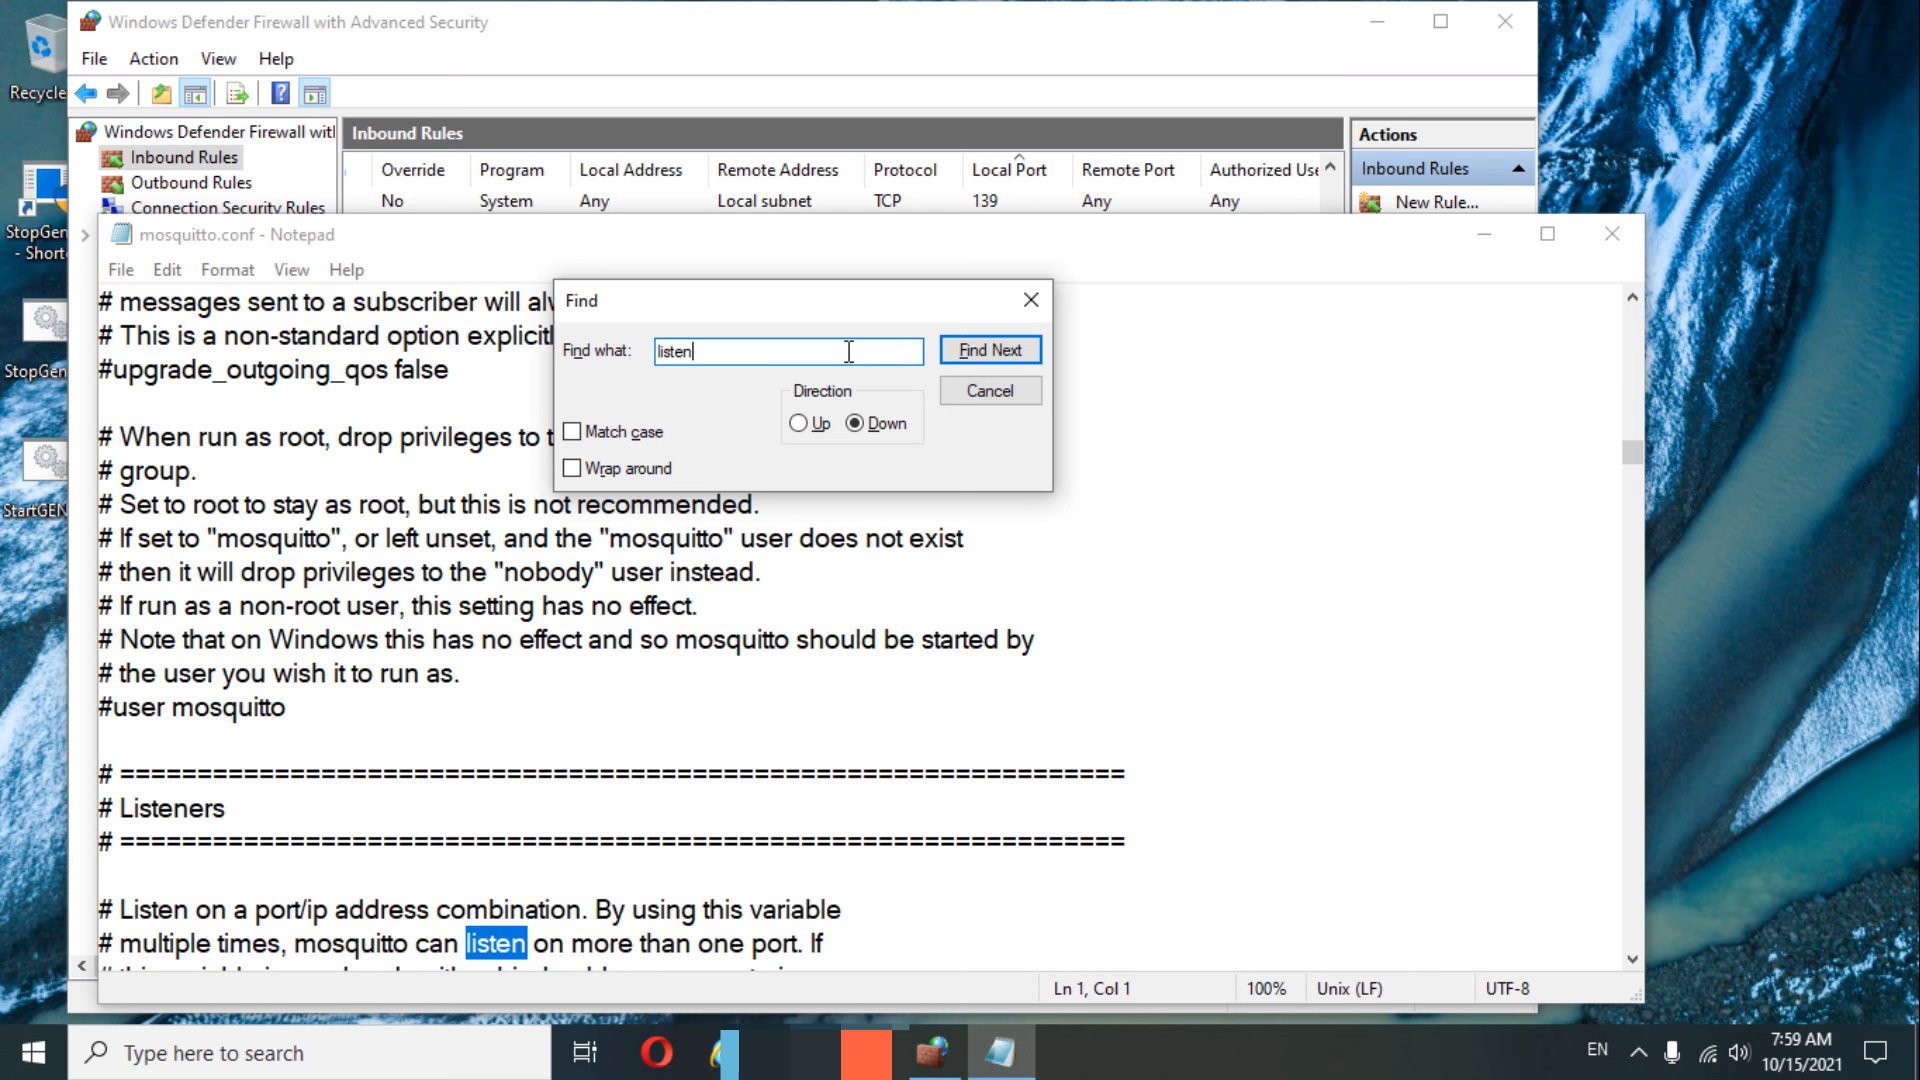 Recycle
StopGen
- Short
StopGen
StartGEN
Windows Defender Firewall with Advanced Security
File Action View Help
Windows Defender Firewall wit
Inbound Rules
Outbound Rules
Connection Security Rules
Inbound Rules
Override Program Local Address Remote Address Protocol Local Port Remote Port Authorized Use
No System Any Local subnet TCP 139 Any Any
Actions
Inbound Rules
New Rule...
mosquitto.conf - Notepad
File Edit Format View Help
# messages sent to a subscriber will al
# This is a non-standard option explicit
#upgrade_outgoing_qos false
# When run as root, drop privileges to t
# group.
# Set to root to stay as root, but this is not recommended.
# If set to "mosquitto", or left unset, and the "mosquitto" user does not exist
# then it will drop privileges to the "nobody" user instead.
# If run as a non-root user, this setting has no effect.
# Note that on Windows this has no effect and so mosquitto should be started by
# the user you wish it to run as.
#user mosquitto
# =================================================================
# Listeners
# =================================================================
# Listen on a port/ip address combination. By using this variable
# multiple times, mosquitto can listen on more than one port. If
Find
Find what: listen
Find Next
Cancel
Direction
Up Down
Match case
Wrap around
Ln 1, Col 1 100% Unix (LF) UTF-8
Type here to search
EN
7:59 AM
10/15/2021